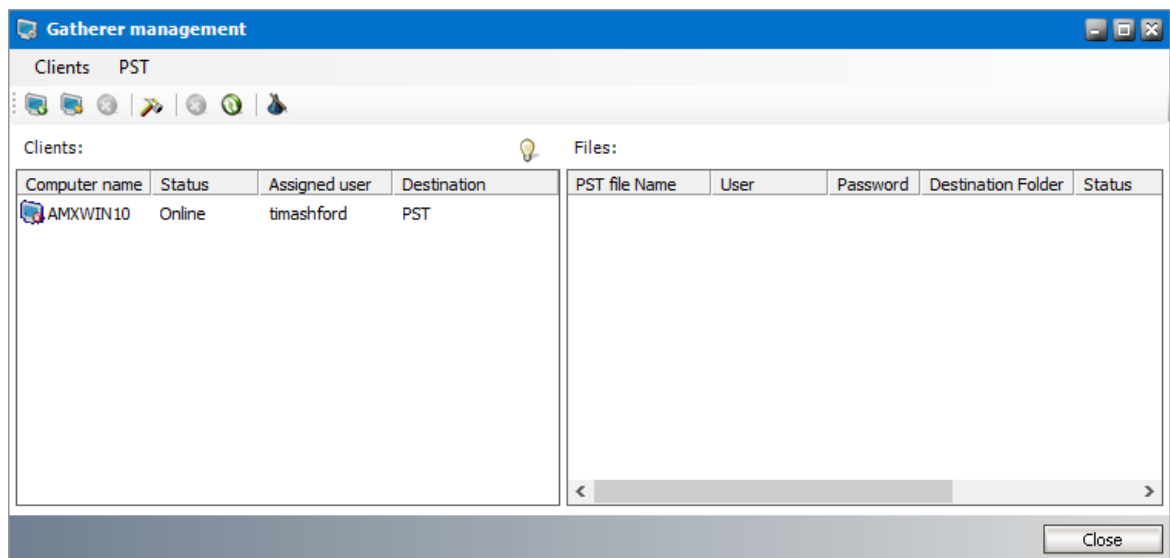 Gatherer management
Clients PST
Clients: Files:
Computer name Status Assigned user Destination PST file Name User Password Destination Folder Status
AMXWIN10 Online timashford PST
Close